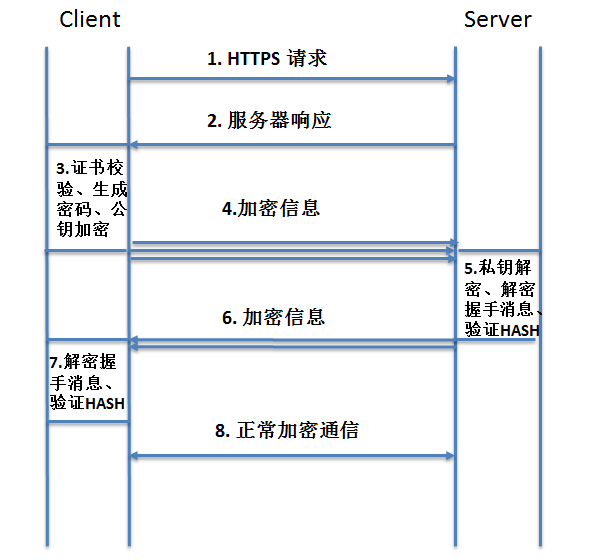 Client
Server
1. HTTPS 请求
2. 服务器响应
3.证书校
验、生成
密码、公
钥加密
4.加密信息
5.私钥解
密、解密
握手消息、
验证HASH
6. 加密信息
7.解密握
手消息、
验证HASH
8. 正常加密通信